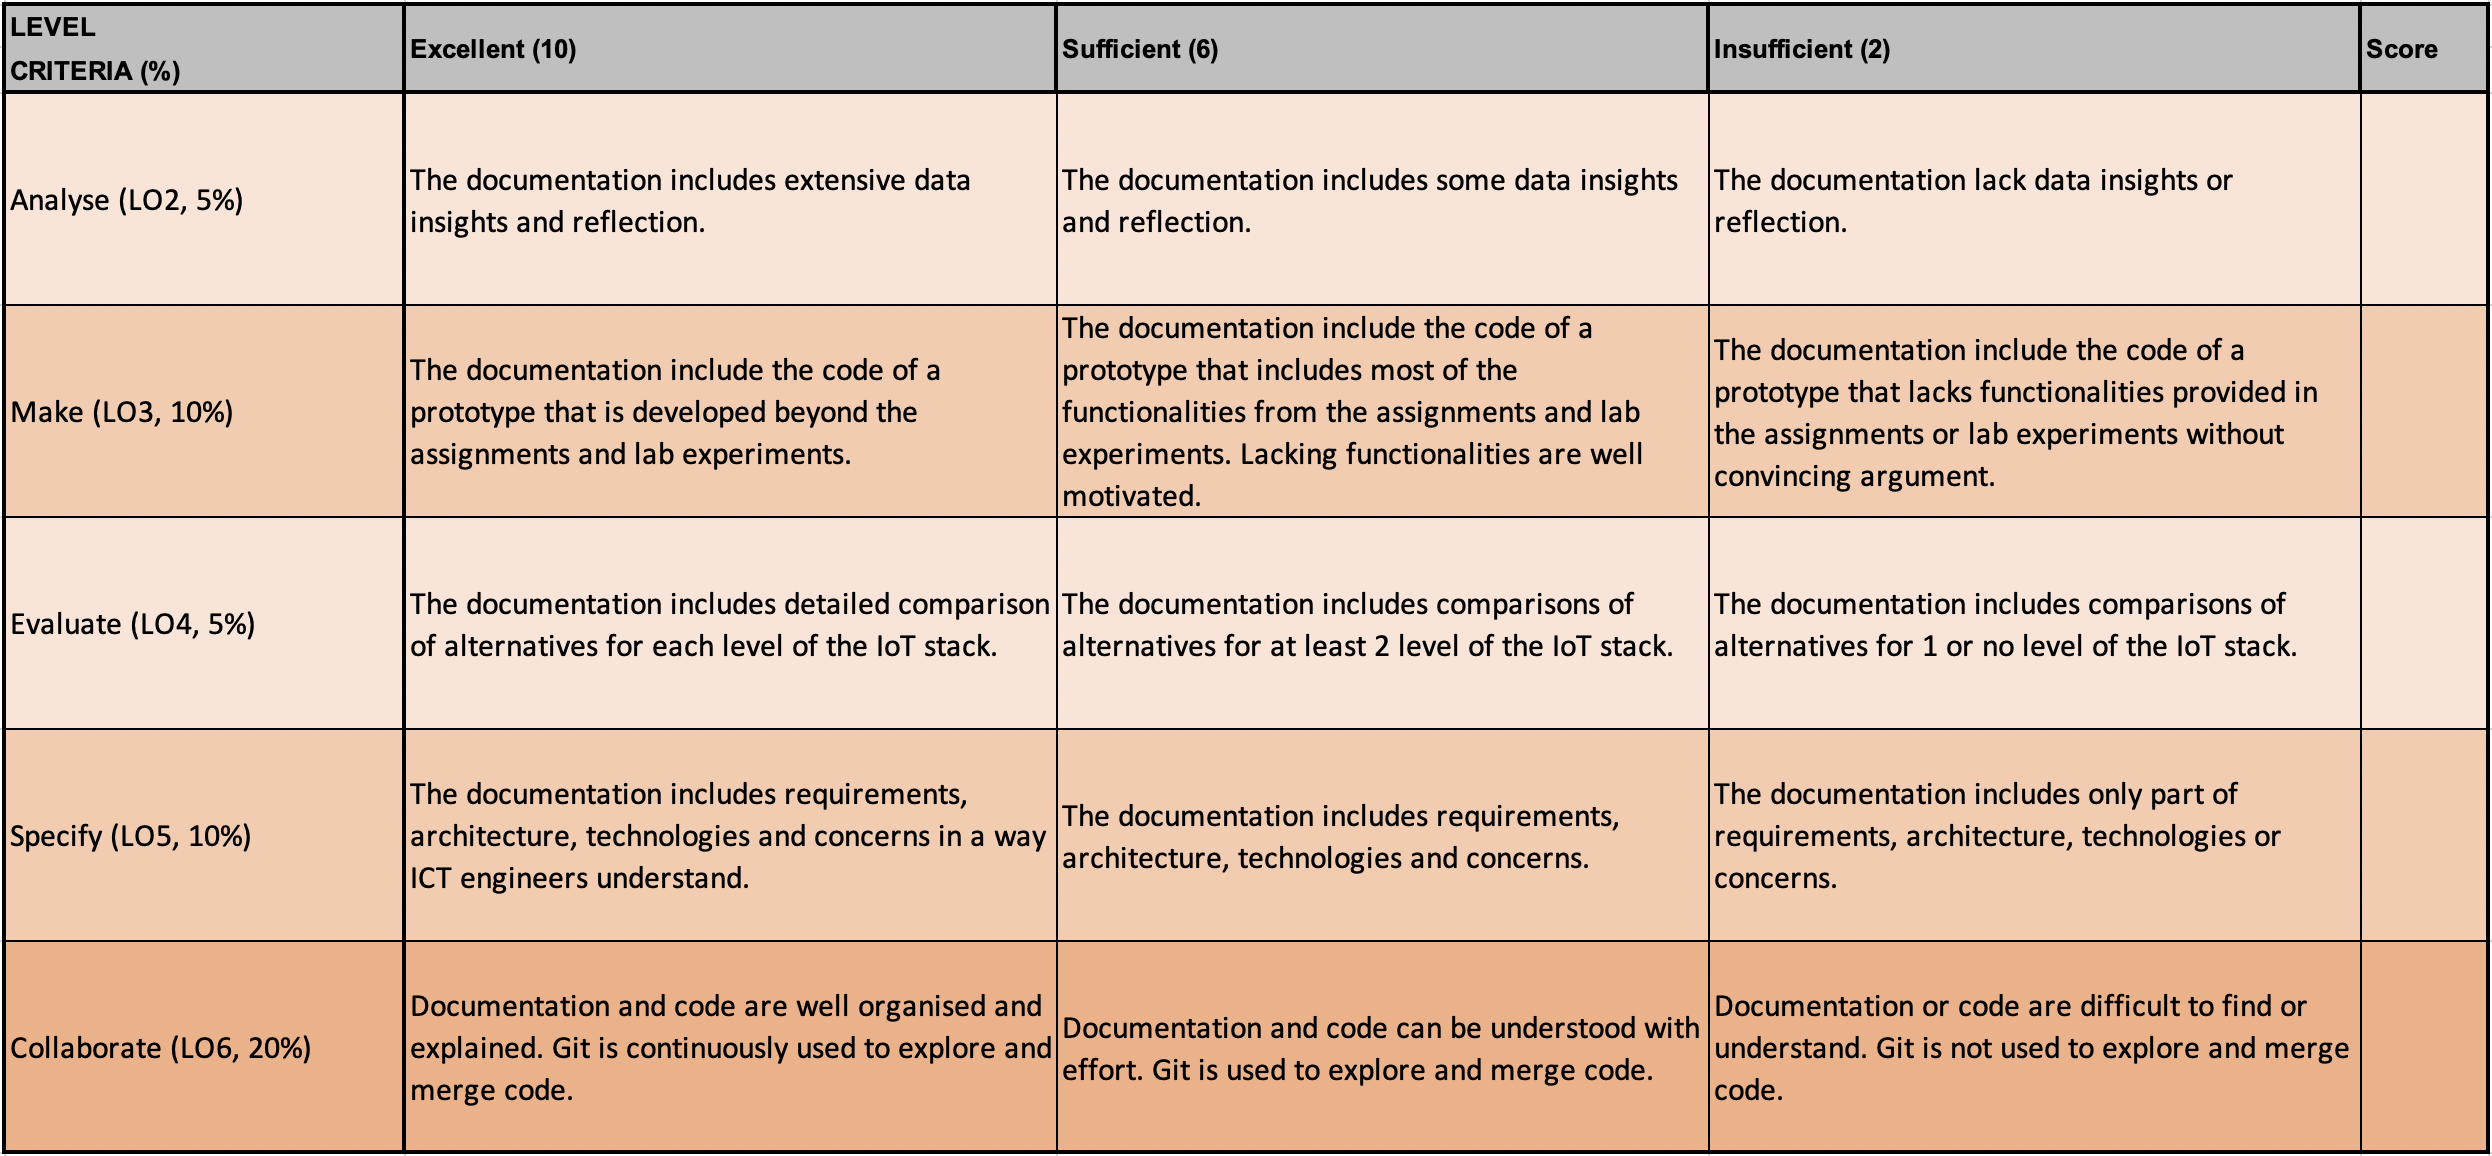 LEVEL
CRITERIA (%)
Excellent (10)
Sufficient (6)
Insufficient (2)
Score
Analyse (LO2, 5%)
The documentation includes extensive data
insights and reflection.
The documentation includes some data insights
and reflection.
The documentation lack data insights or
reflection.
Make (LO3, 10%)
The documentation include the code of a
prototype that is developed beyond the
assignments and lab experiments.
The documentation include the code of a
prototype that includes most of the
functionalities from the assignments and lab
experiments. Lacking functionalities are well
motivated.
The documentation include the code of a
prototype that lacks functionalities provided in
the assignments or lab experiments without
convincing argument.
Evaluate (LO4, 5%)
The documentation includes detailed comparison
of alternatives for each level of the IoT stack.
The documentation includes comparisons of
alternatives for at least 2 level of the IoT stack.
The documentation includes comparisons of
alternatives for 1 or no level of the IoT stack.
Specify (LO5, 10%)
The documentation includes requirements,
architecture, technologies and concerns in a way
ICT engineers understand.
The documentation includes requirements,
architecture, technologies and concerns.
The documentation includes only part of
requirements, architecture, technologies or
concerns.
Collaborate (LO6, 20%)
Documentation and code are well organised and
explained. Git is continuously used to explore and
merge code.
Documentation and code can be understood with
effort. Git is used to explore and merge code.
Documentation or code are difficult to find or
understand. Git is not used to explore and merge
code.